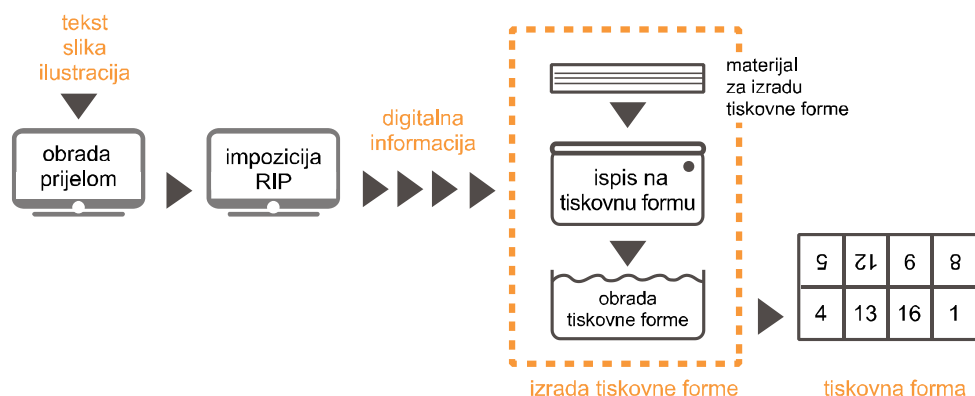 tekst
slika
ilustracija
obrada
prijelom
impozicija
RIP
digitalna
informacija
materijal
za izradu
tiskovne forme
ispis na
tiskovnu formu
obrada
tiskovne forme
izrada tiskovne forme
5 12 9 8
4 13 16 1
tiskovna forma